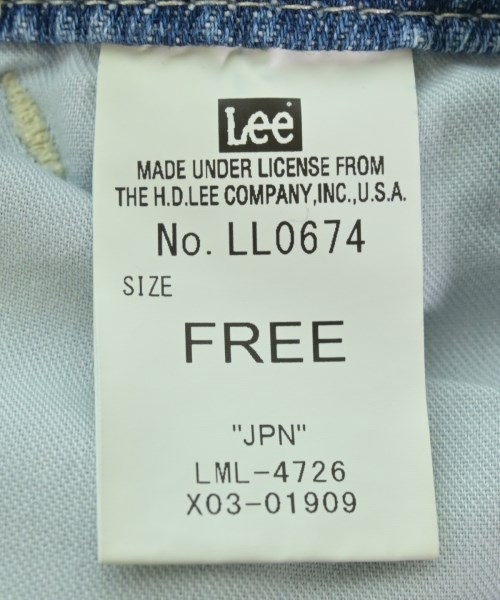 Lee
MADE UNDER LICENSE FROM
THE H.D.LEE COMPANY,INC.,U.S.A.
No. LL0674
SIZE
FREE
"JPN"
LML-4726
X03-01909